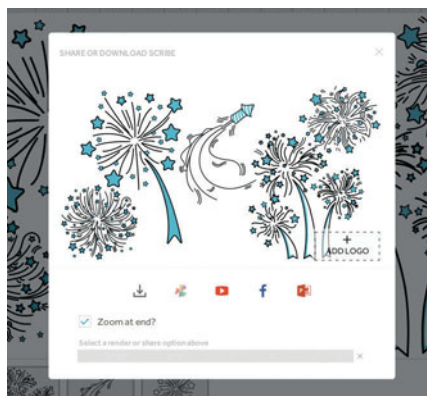 SHARE OR DOWNLOAD SCRIBE
+
ADD LOGO
Zoom at end?
Select a render or share option above